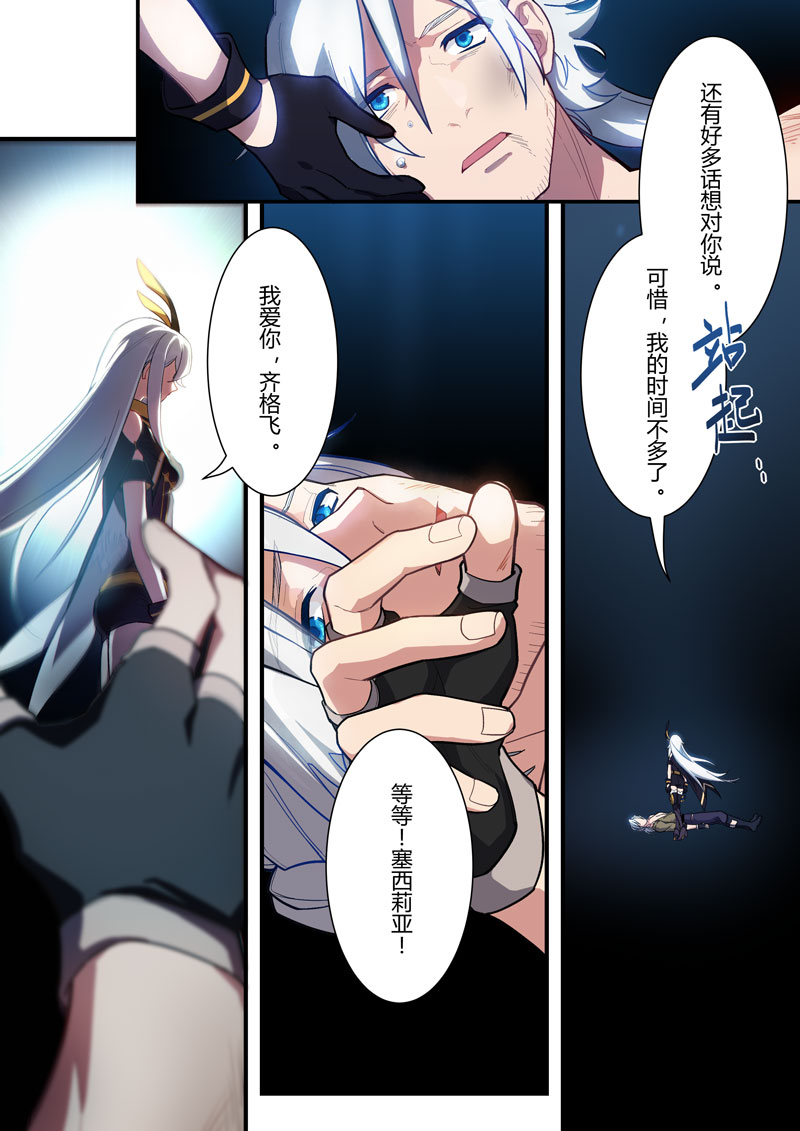 还有好多话想对你说。
可惜，我的时间不多了。
站起…
我爱你，齐格飞。
等等！塞西莉亚！